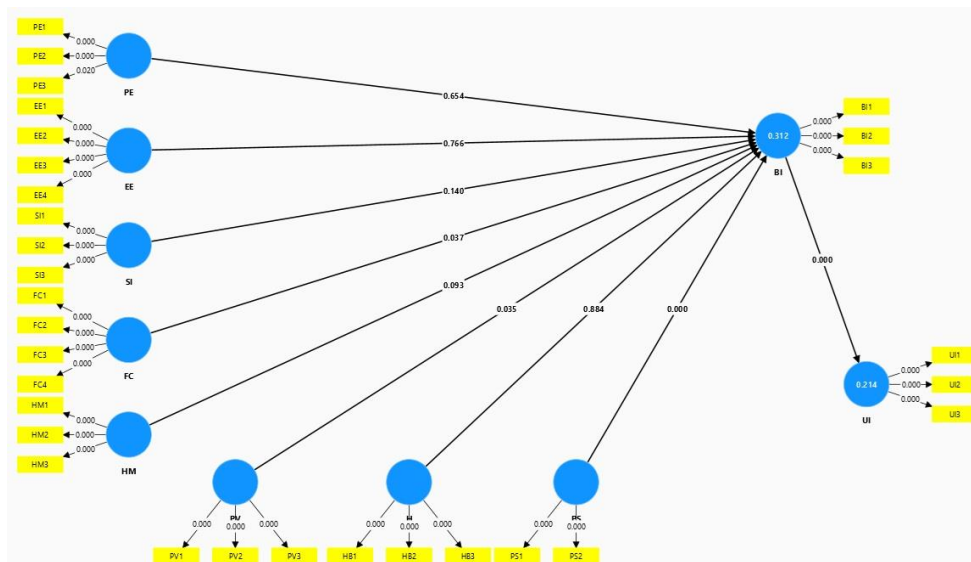 PE1
PE2
PE3
0.000
0.000
0.020
PE
EE1
EE2
EE3
EE4
0.000
0.000
0.000
0.000
EE
SI1
SI2
SI3
0.000
0.000
0.000
SI
FC1
FC2
FC3
FC4
0.000
0.000
0.000
0.000
FC
HM1
HM2
HM3
0.000
0.000
0.000
HM
0.654
0.766
0.140
0.037
0.093
0.035
0.884
0.000
0.312
BI
0.000
0.000
0.000
BI1
BI2
BI3
0.000
0.214
UI
0.000
0.000
0.000
UI1
UI2
UI3
PV
0.000
0.000
0.000
PV1
PV2
PV3
H
0.000
0.000
0.000
HB1
HB2
HB3
PS
0.000
0.000
PS1
PS2